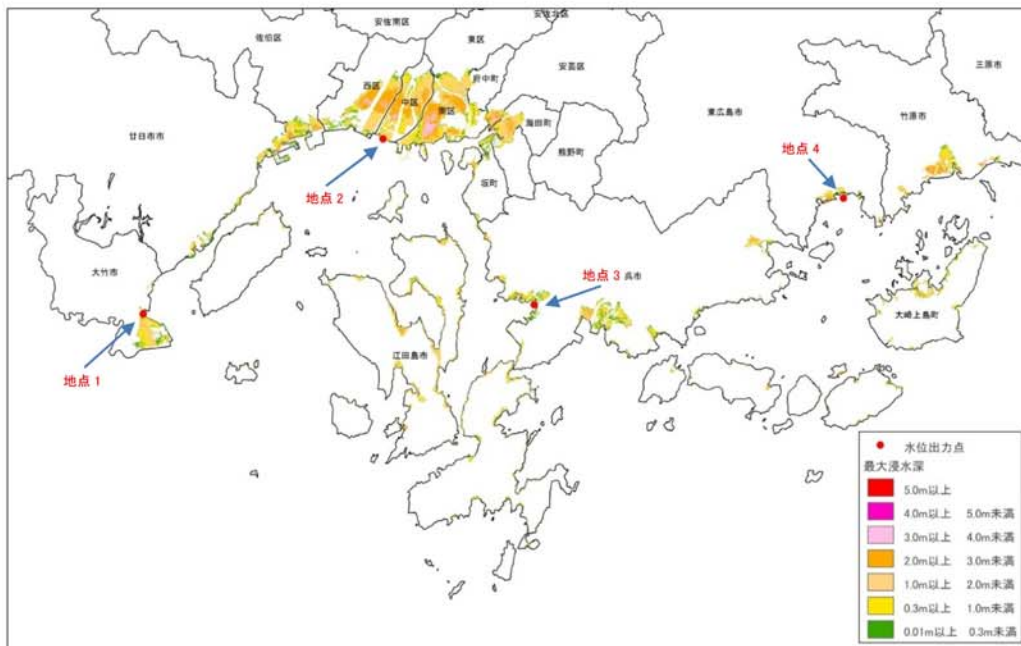 安佐南区
安佐北区
佐伯区
東区
安芸区
三原市
府中町
西区
中区
南区
海田町
東広島市
竹原市
廿日市市
熊野町
地点 4
地点 2
坂町
大竹市
地点 3
呉市
大崎上島町
江田島市
地点 1
水位出力点
最大浸水深
5.0m以上
4.0m以上 5.0m未満
3.0m以上 4.0m未満
2.0m以上 3.0m未満
1.0m以上 2.0m未満
0.3m以上 1.0m未満
0.01m以上 0.3m未満